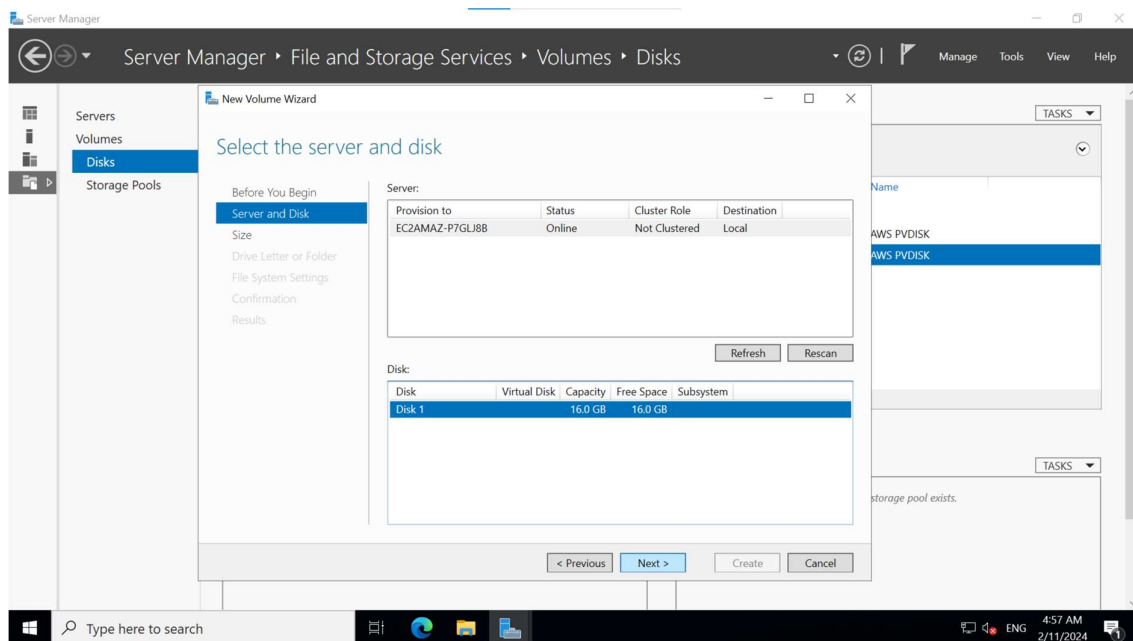 Server Manager
Server Manager ‣ File and Storage Services ‣ Volumes ‣ Disks
Manage Tools View Help
Servers
Volumes
Disks
Storage Pools
New Volume Wizard
Select the server and disk
Before You Begin
Server and Disk
Size
Drive Letter or Folder
File System Settings
Confirmation
Results
Server:
Provision to Status Cluster Role Destination
EC2AMAZ-P7GLJ8B Online Not Clustered Local
Refresh Rescan
Disk:
Disk Virtual Disk Capacity Free Space Subsystem
Disk 1 16.0 GB 16.0 GB
< Previous Next > Create Cancel
TASKS
Name
AWS PVDISK
AWS PVDISK
TASKS
storage pool exists.
Type here to search
ENG
4:57 AM
2/11/2024
1